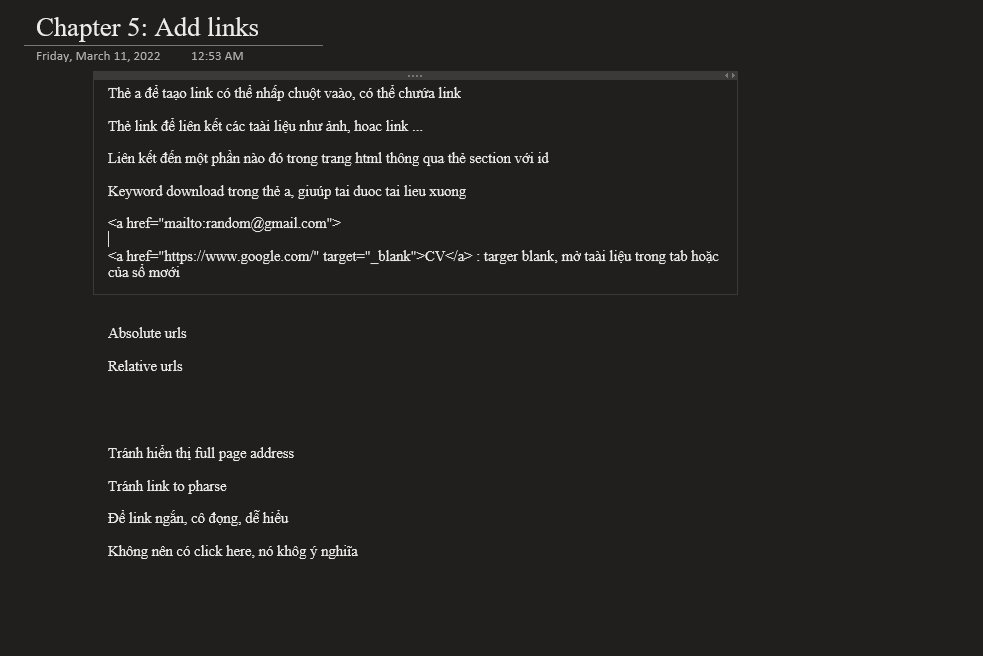 Chapter 5: Add links
Friday, March 11, 2022 12:53 AM
Thẻ a để taạo link có thể nhấp chuột vaào, có thể chưứa link
Thẻ link để liên kết các taài liệu như ảnh, hoac link ...
Liên kết đến một phần nào đó trong trang html thông qua thẻ section với id
Keyword download trong thẻ a, giuúp tai duoc tai lieu xuong
<a href="mailto:random@gmail.com">
<a href="https://www.google.com/" target="_blank">CV</a> : targer blank, mở taài liệu trong tab hoặc
của sổ mơới
Absolute urls
Relative urls
Tránh hiển thị full page address
Tránh link to pharse
Để link ngắn, cô đọng, dễ hiểu
Không nên có click here, nó khôg ý nghiĩa